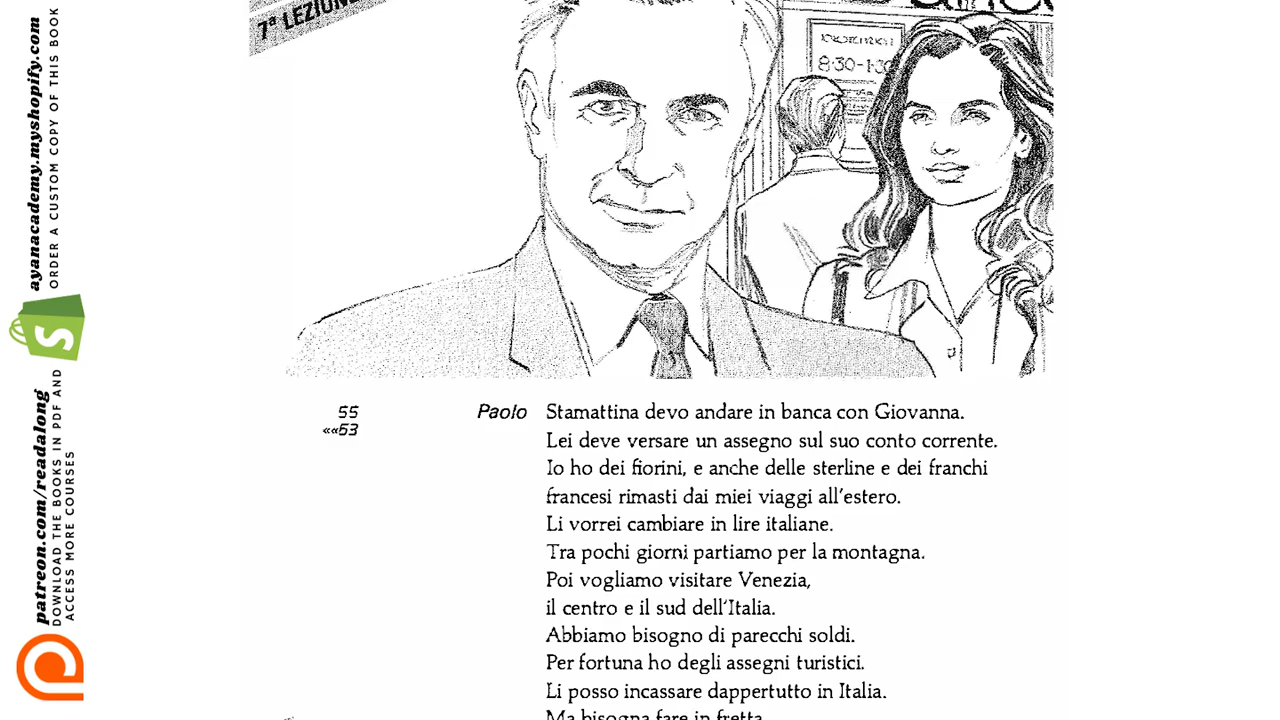 7ª LEZIONE
8:30-1:30
ayanacademy.myshopify.com
ORDER A CUSTOM COPY OF THIS BOOK
patreon.com/readalong
DOWNLOAD THE BOOKS IN PDF AND
ACCESS MORE COURSES
55
««53
Paolo Stamattina devo andare in banca con Giovanna.
Lei deve versare un assegno sul suo conto corrente.
Io ho dei fiorini, e anche delle sterline e dei franchi
francesi rimasti dai miei viaggi all'estero.
Li vorrei cambiare in lire italiane.
Tra pochi giorni partiamo per la montagna.
Poi vogliamo visitare Venezia,
il centro e il sud dell'Italia.
Abbiamo bisogno di parecchi soldi.
Per fortuna ho degli assegni turistici.
Li posso incassare dappertutto in Italia.
Ma bisogna fare in fretta